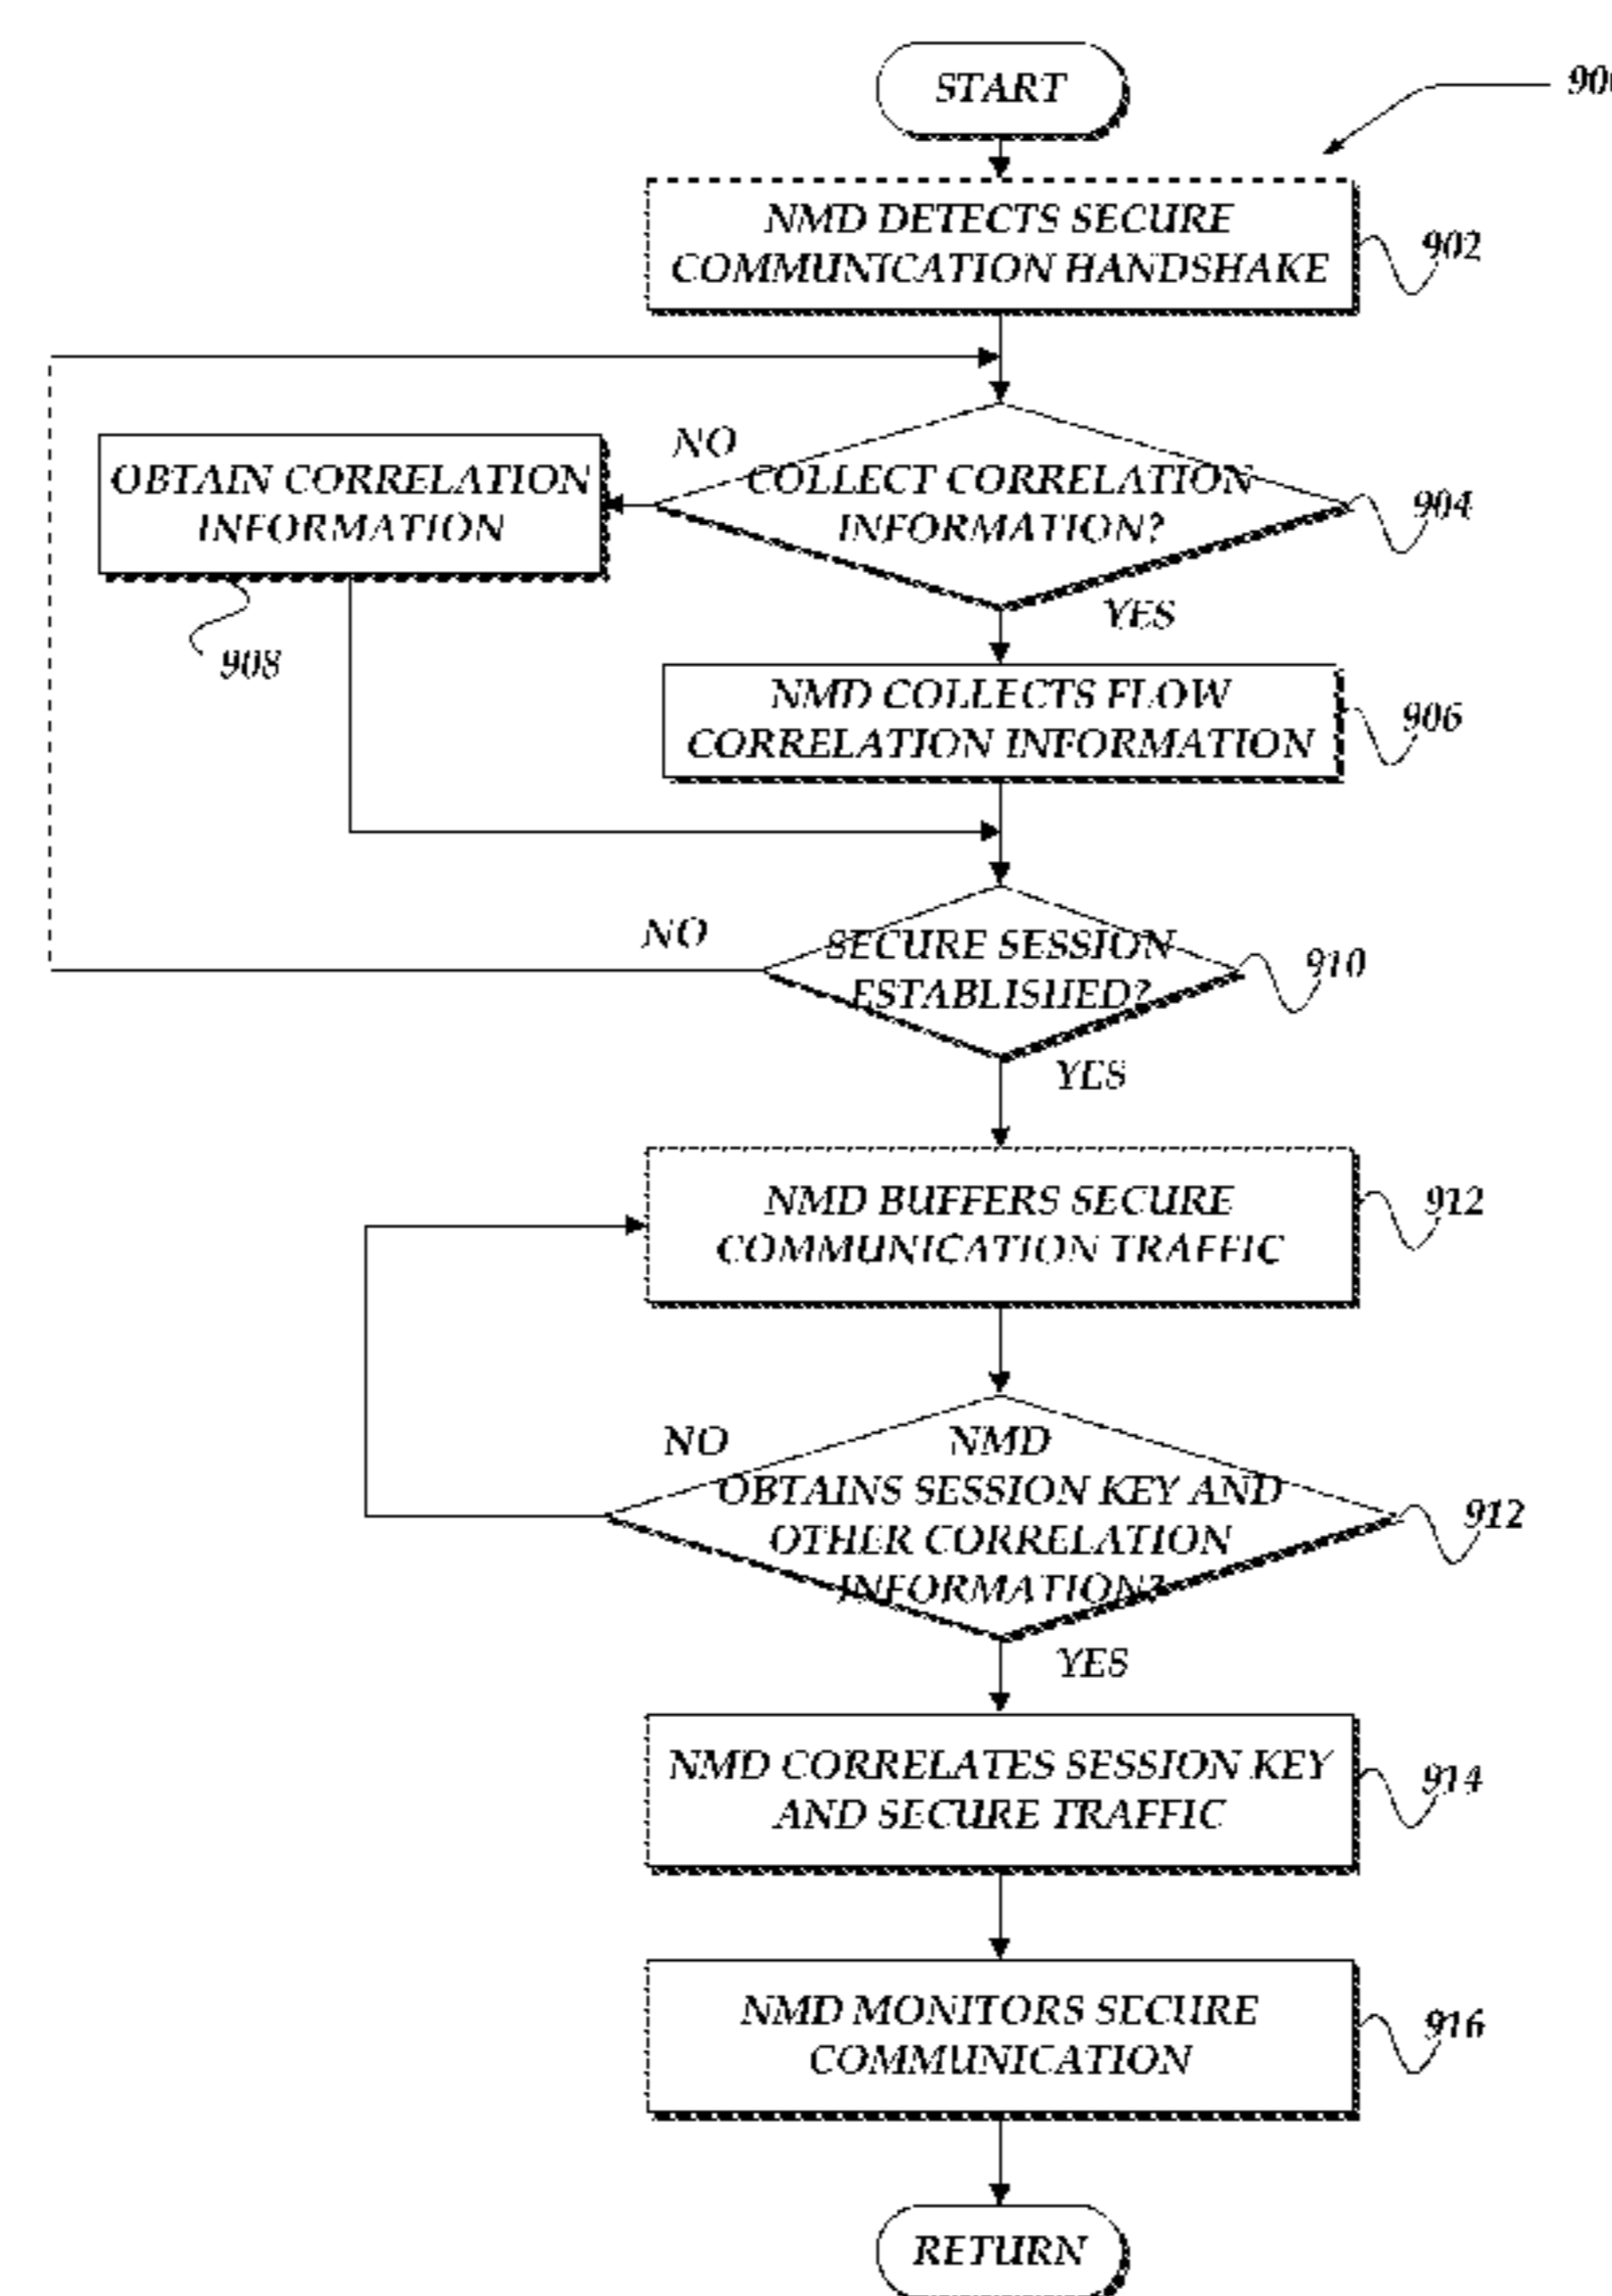 START
NMD DETECTS SECURE
COMMUNICATION HANDSHAKE
902
NO
COLLECT CORRELATION
INFORMATION?
904
OBTAIN CORRELATION
INFORMATION
908
YES
NMD COLLECTS FLOW
CORRELATION INFORMATION
906
NO
SECURE SESSION
ESTABLISHED?
910
YES
NMD BUFFERS SECURE
COMMUNICATION TRAFFIC
912
NO
NMD
OBTAINS SESSION KEY AND
OTHER CORRELATION
INFORMATION?
912
YES
NMD CORRELATES SESSION KEY
AND SECURE TRAFFIC
914
NMD MONITORS SECURE
COMMUNICATION
916
RETURN